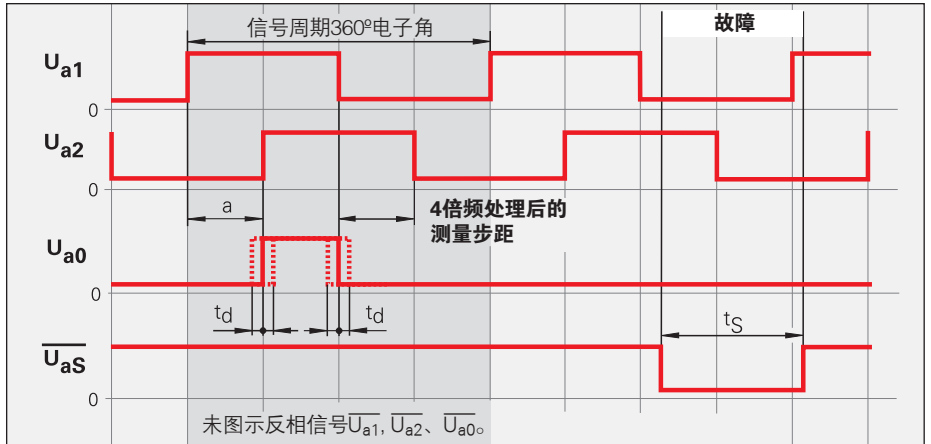 信号周期360º电子角
故障
Ua1
0
Ua2
0
a
4倍频处理后的
测量步距
Ua0
0
td
td
tS
UaS
0
未图示反相信号Ua1, Ua2、Ua0。